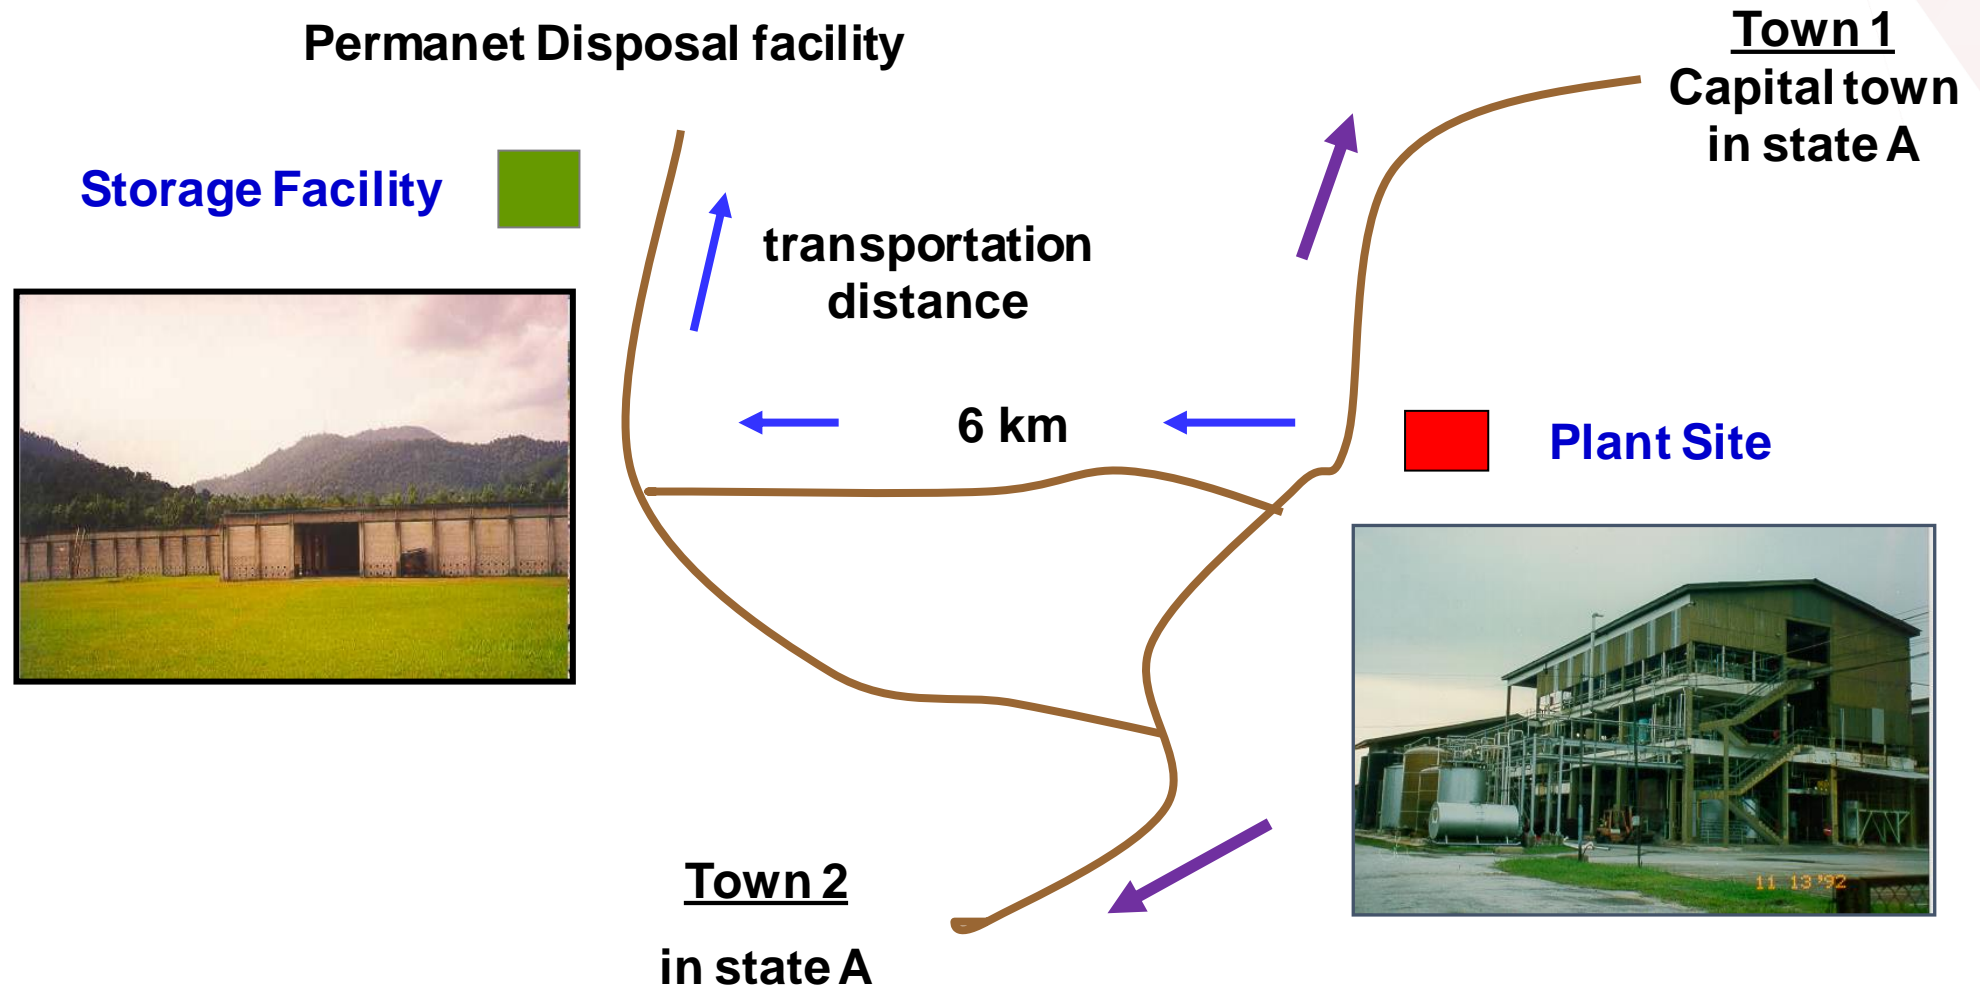 Permanet Disposal facility
Town 1
Capital town
in state A
Storage Facility
transportation
distance
6 km
Plant Site
11 13 '92
Town 2
in state A